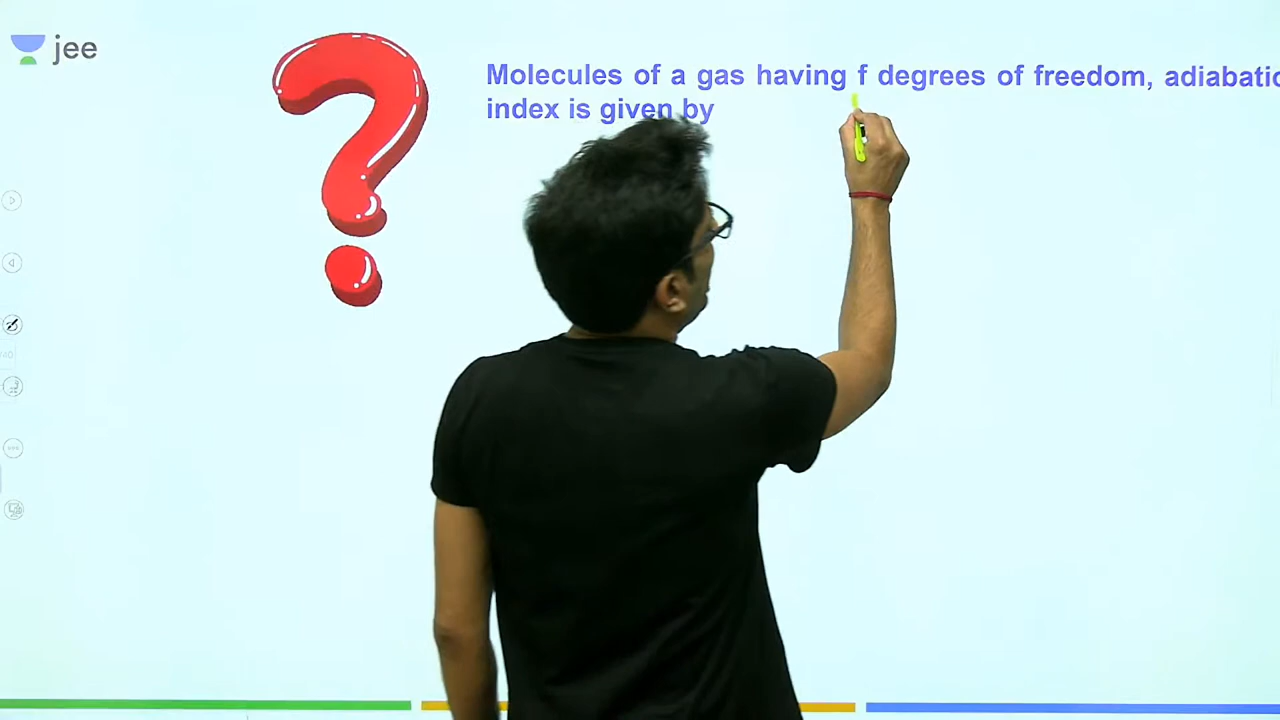 jee
Molecules of a gas having f degrees of freedom, adiabatic
index is given by